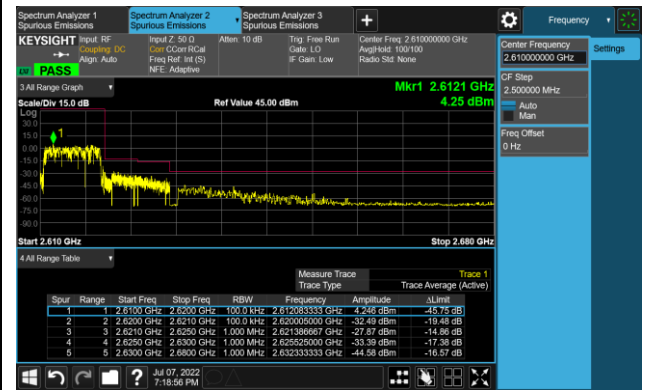 Spectrum Analyzer 1
Spurious Emissions
Spectrum Analyzer 2
Spurious Emissions
Spectrum Analyzer 3
Spurious Emissions
Frequency
KEYSIGHT
Input: RF
Coupling: DC
Align: Auto
Input Z: 50 Ω
Corr CCorr RCal
Freq Ref: Int (S)
NFE: Adaptive
Atten: 10 dB
Trig: Free Run
Gate: LO
IF Gain: Low
Center Freq: 2.610000000 GHz
Avg|Hold: 100/100
Radio Std: None
PASS
Center Frequency
2.610000000 GHz
Settings
CF Step
2.500000 MHz
Auto
Man
Freq Offset
0 Hz
3 All Range Graph
Mkr1 2.6121 GHz
4.25 dBm
Scale/Div 15.0 dB
Ref Value 45.00 dBm
Log
30.0
15.0
0.00
-15.0
-30.0
-45.0
-60.0
-75.0
-90.0
1
Start 2.610 GHz
Stop 2.680 GHz
4 All Range Table
Measure Trace Trace 1
Trace Type Trace Average (Active)
Spur Range Start Freq Stop Freq RBW Frequency Amplitude ΔLimit
1 1 2.6100 GHz 2.6200 GHz 100.0 kHz 2.612083333 GHz 4.246 dBm -45.75 dB
2 2 2.6200 GHz 2.6210 GHz 100.0 kHz 2.620005000 GHz -32.49 dBm -19.48 dB
3 3 2.6210 GHz 2.6250 GHz 1.000 MHz 2.621386667 GHz -27.87 dBm -14.86 dB
4 4 2.6250 GHz 2.6300 GHz 1.000 MHz 2.625525000 GHz -33.39 dBm -17.38 dB
5 5 2.6300 GHz 2.6800 GHz 1.000 MHz 2.632333333 GHz -44.58 dBm -16.57 dB
Jul 07, 2022
7:18:56 PM